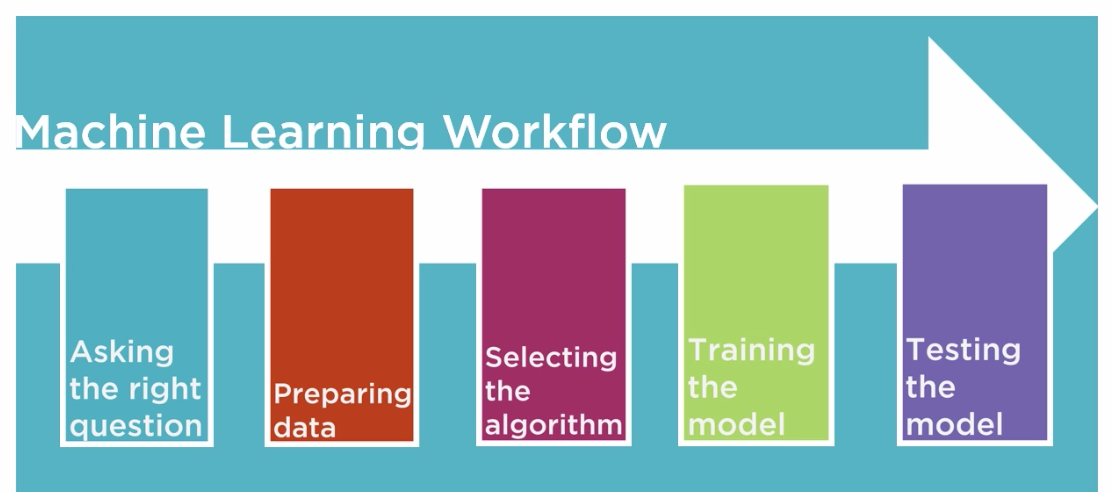 Machine Learning Workflow
Asking
the right
question
Preparing
data
Selecting
the
algorithm
Training
the
model
Testing
the
model